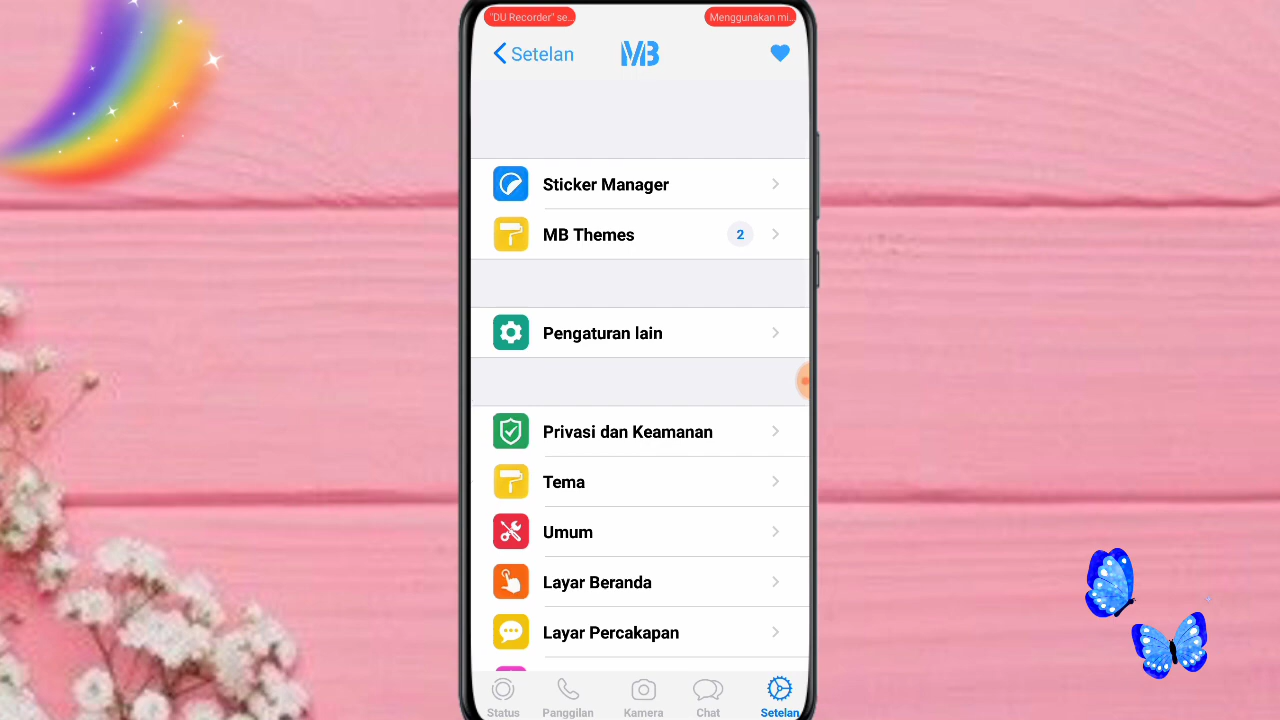 "DU Recorder" se...
Menggunakan mi...
Setelan
MB
Sticker Manager
MB Themes
2
Pengaturan lain
Privasi dan Keamanan
Tema
Umum
Layar Beranda
Layar Percakapan
Status
Panggilan
Kamera
Chat
Setelan